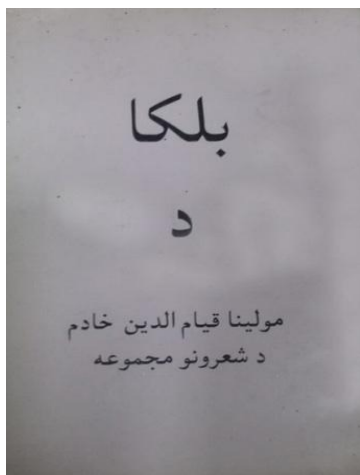 بلکا
د
مولینا قیام الدین خادم
د شعرونو مجموعه